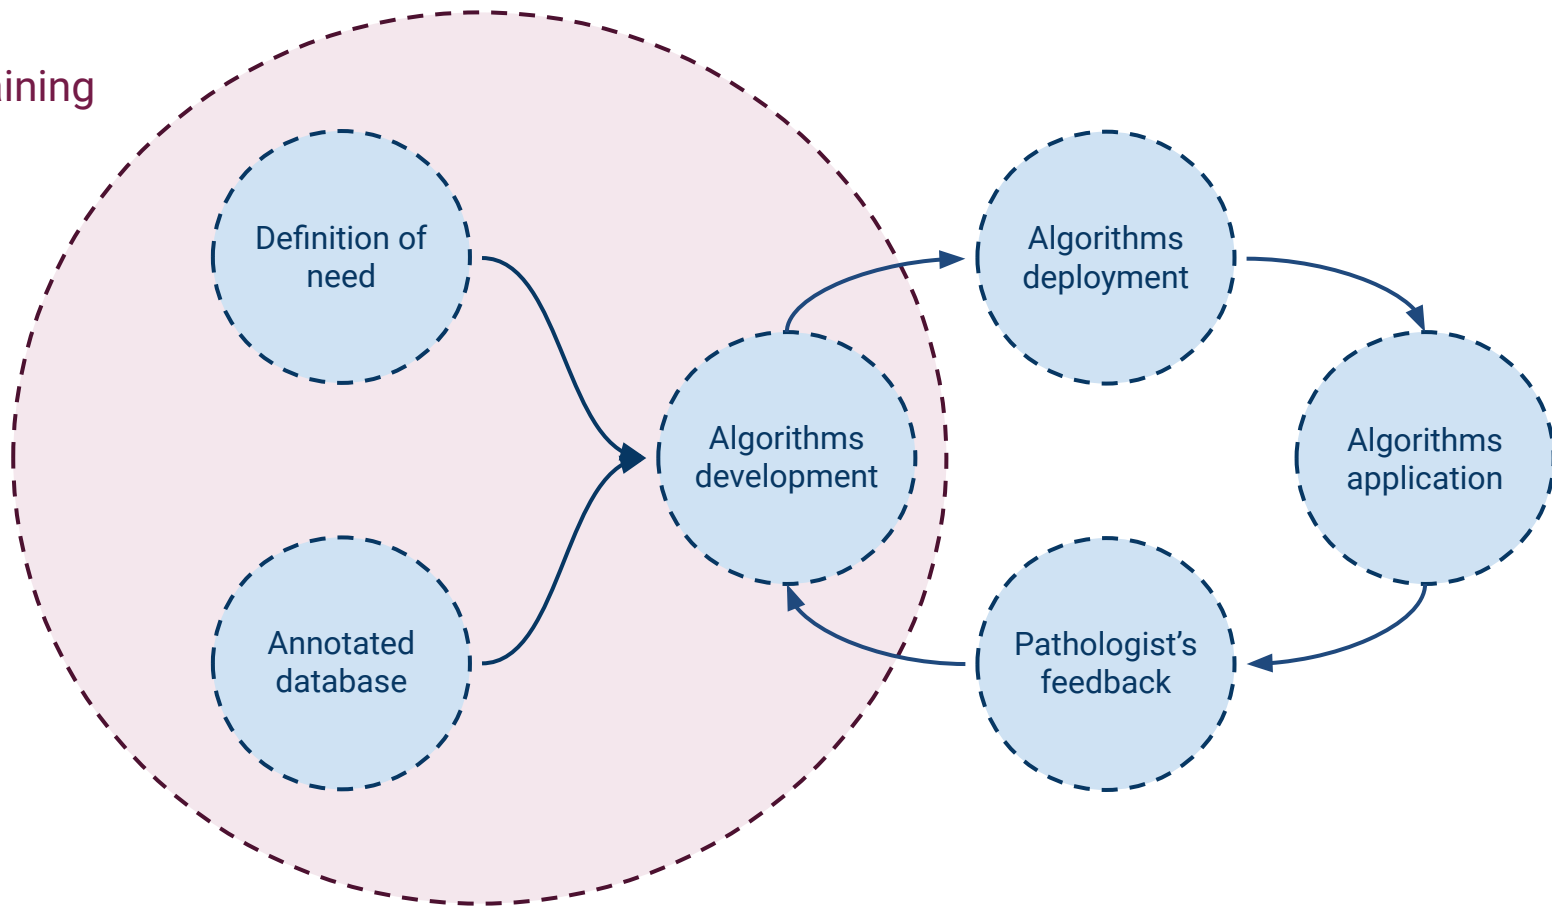 ining
Definition of
need
Algorithms
deployment
Algorithms
development
Algorithms
application
Annotated
database
Pathologist's
feedback